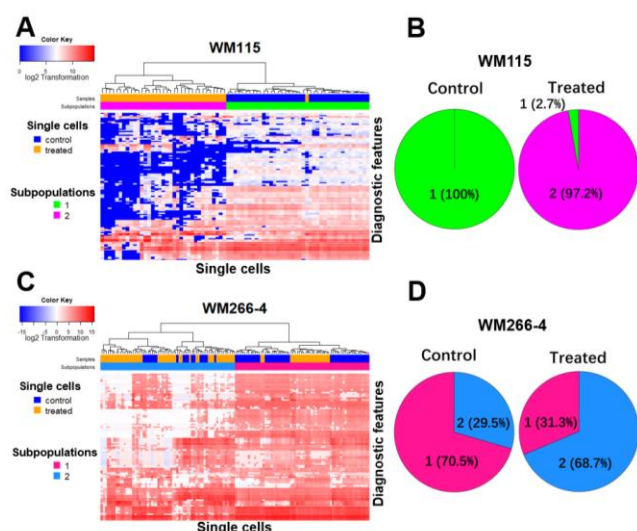 A
Color Key
0 5 10
log2 Transformation
WM115
Samples
Subpopulations
Single cells
control
treated
Subpopulations
1
2
Diagnostic features
Single cells
B
WM115
Control
Treated
1 (2.7%)
1 (100%)
2 (97.2%)
C
Color Key
-15 -5 0 5 10 15
log2 Transformation
WM266-4
Samples
Subpopulations
Single cells
control
treated
Subpopulations
1
2
Diagnostic features
Single cells
D
WM266-4
Control
Treated
2 (29.5%)
1 (31.3%)
1 (70.5%)
2 (68.7%)